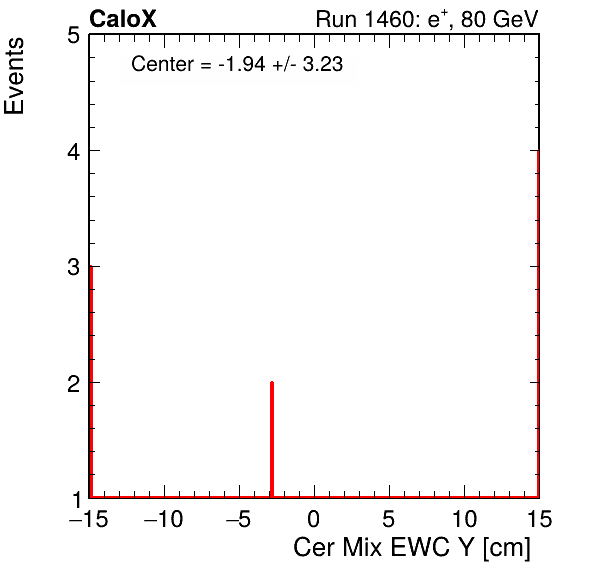 CaloX Run 1460: e⁺, 80 GeV
Center = -1.94 +/- 3.23
Events
5
4
3
2
1
−15 −10 −5 0 5 10 15
Cer Mix EWC Y [cm]